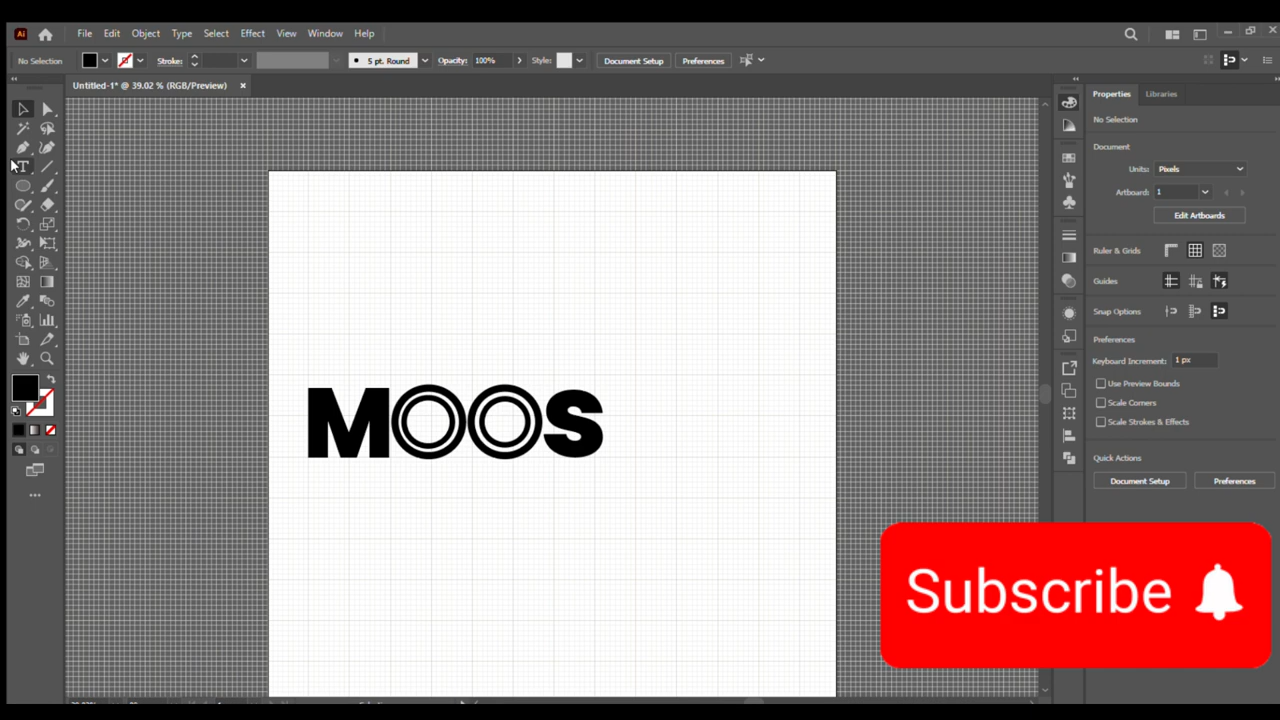 Ai File Edit Object Type Select Effect View Window Help
No Selection Stroke: 5 pt. Round Opacity: 100% Style: Document Setup Preferences
Untitled-1* @ 39.02 % (RGB/Preview) ×
Properties Libraries
No Selection
Document
Units: Pixels
Artboard: 1
Edit Artboards
Ruler & Grids
Guides
Snap Options
Preferences
Keyboard Increment: 1 px
Use Preview Bounds
Scale Corners
Scale Strokes & Effects
Quick Actions
Document Setup Preferences
MOOS
Subscribe